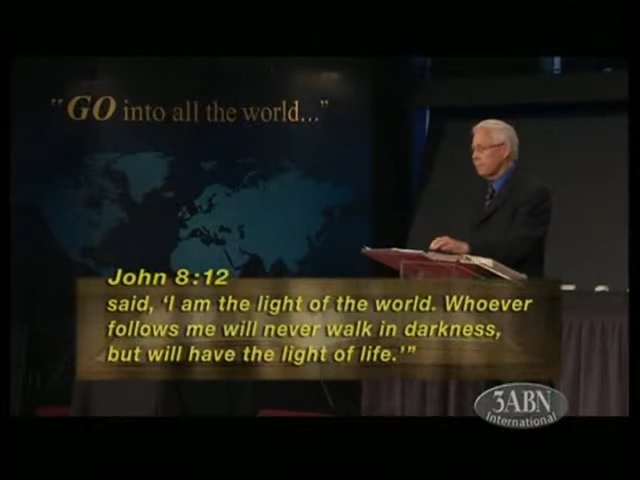 "GO into all the world..."
John 8:12
said, ‘I am the light of the world. Whoever
follows me will never walk in darkness,
but will have the light of life.’”
3ABN
International